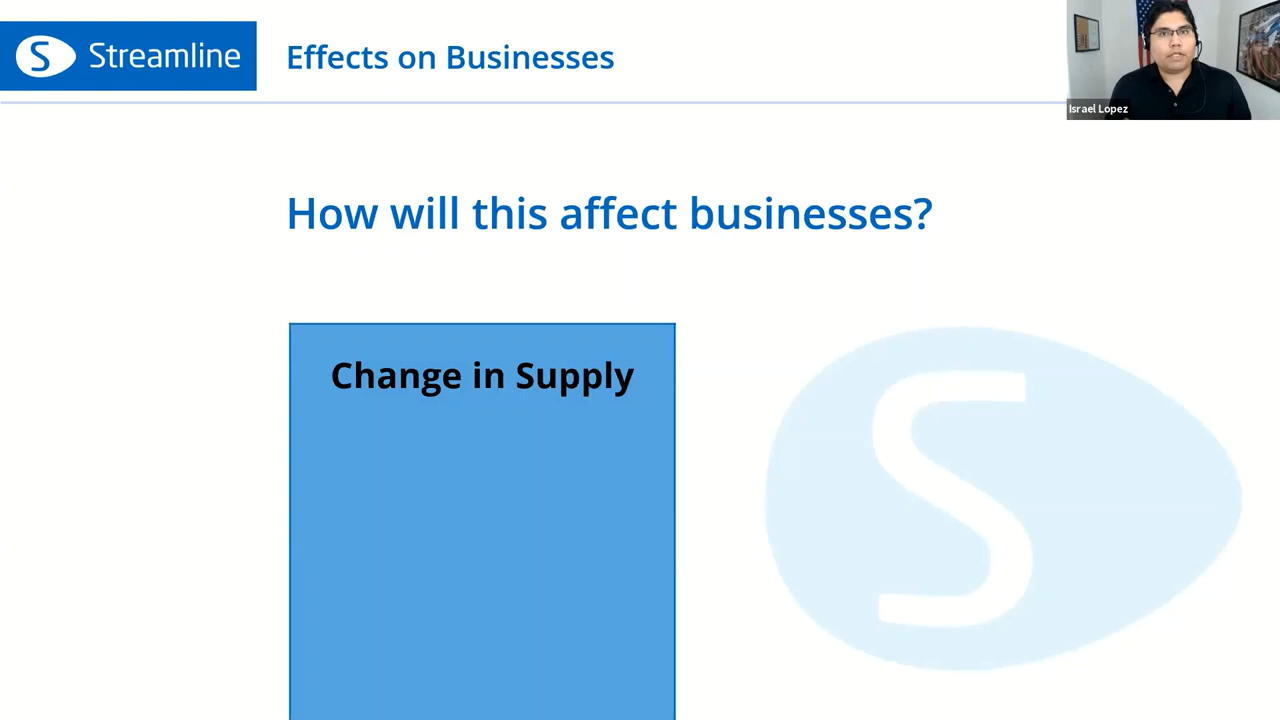 Streamline
Effects on Businesses
Israel Lopez
How will this affect businesses?
Change in Supply